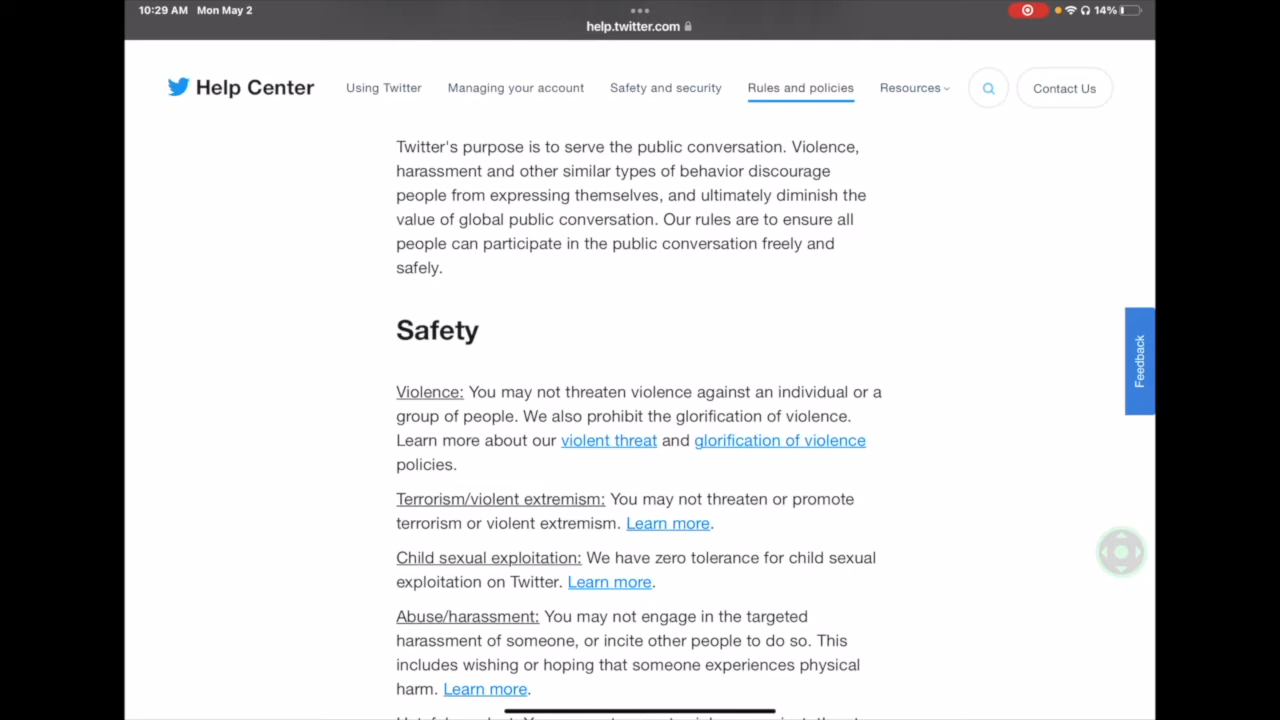 10:29 AM Mon May 2
14%
help.twitter.com
Help Center Using Twitter Managing your account Safety and security Rules and policies Resources Contact Us
Twitter's purpose is to serve the public conversation. Violence,
harassment and other similar types of behavior discourage
people from expressing themselves, and ultimately diminish the
value of global public conversation. Our rules are to ensure all
people can participate in the public conversation freely and
safely.
Safety
Feedback
Violence: You may not threaten violence against an individual or a
group of people. We also prohibit the glorification of violence.
Learn more about our violent threat and glorification of violence
policies.
Terrorism/violent extremism: You may not threaten or promote
terrorism or violent extremism. Learn more.
Child sexual exploitation: We have zero tolerance for child sexual
exploitation on Twitter. Learn more.
Abuse/harassment: You may not engage in the targeted
harassment of someone, or incite other people to do so. This
includes wishing or hoping that someone experiences physical
harm. Learn more.